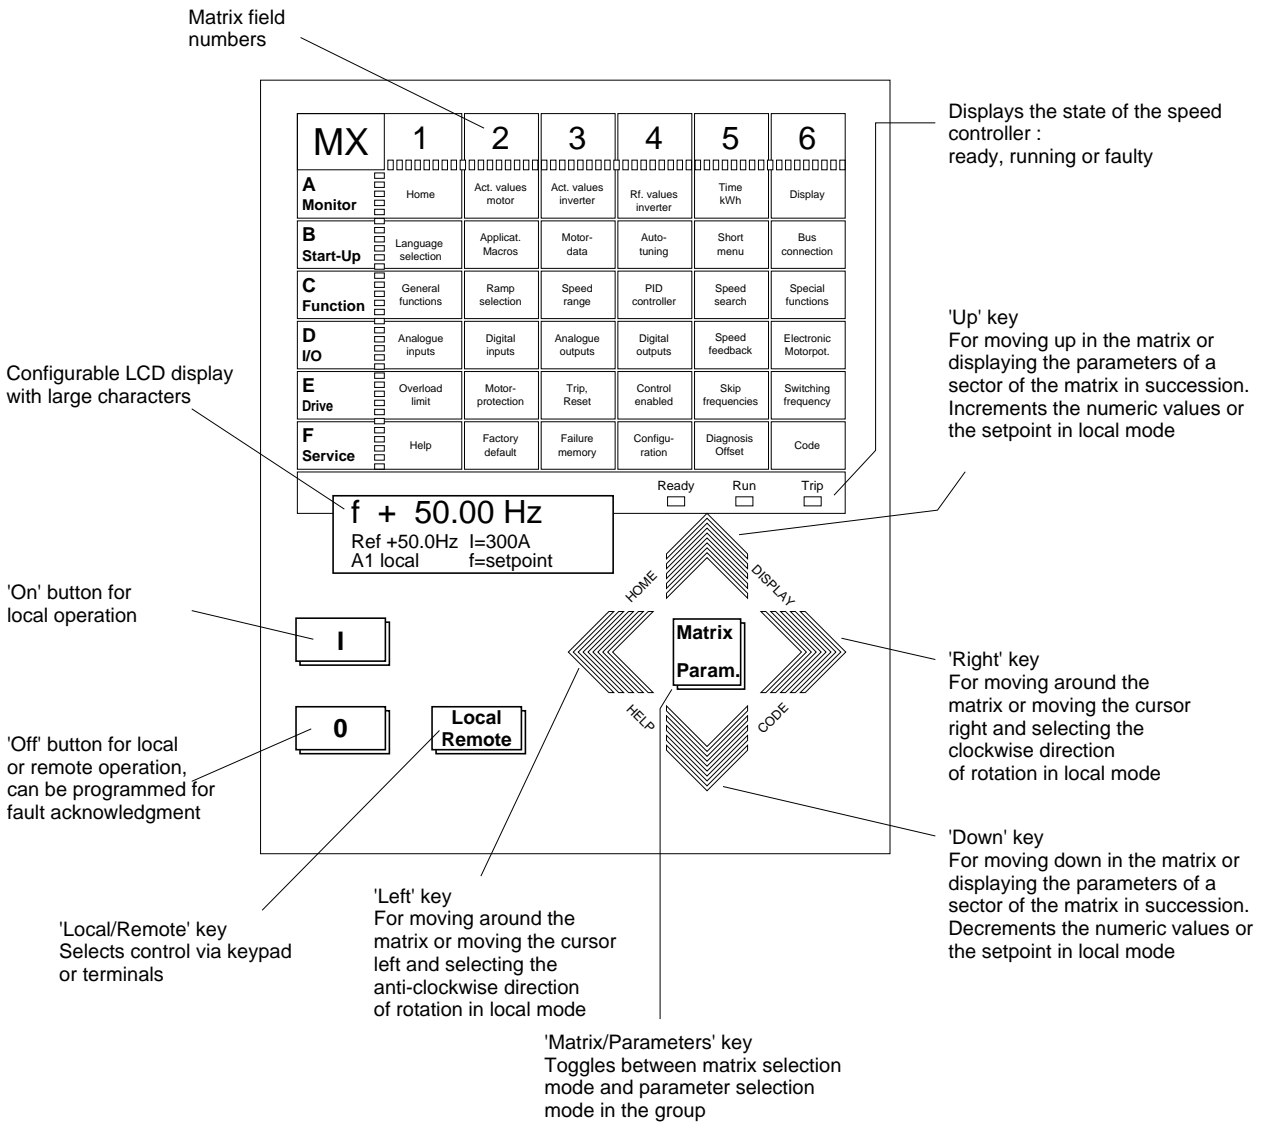 Matrix field
numbers
Displays the state of the speed
controller :
ready, running or faulty
MX 1 2 3 4 5 6
A
Monitor
Home
Act. values
motor
Act. values
inverter
Rf. values
inverter
Time
kWh
Display
B
Start-Up
Language
selection
Applicat.
Macros
Motor-
data
Auto-
tuning
Short
menu
Bus
connection
C
Function
General
functions
Ramp
selection
Speed
range
PID
controller
Speed
search
Special
functions
D
I/O
Analogue
inputs
Digital
inputs
Analogue
outputs
Digital
outputs
Speed
feedback
Electronic
Motorpot.
E
Drive
Overload
limit
Motor-
protection
Trip,
Reset
Control
enabled
Skip
frequencies
Switching
frequency
F
Service
Help
Factory
default
Failure
memory
Configu-
ration
Diagnosis
Offset
Code
Ready Run Trip
Configurable LCD display
with large characters
f + 50.00 Hz
Ref +50.0Hz I=300A
A1 local f=setpoint
'Up' key
For moving up in the matrix or
displaying the parameters of a
sector of the matrix in succession.
Increments the numeric values or
the setpoint in local mode
HOME
DISPLAY
'On' button for
local operation
I
Matrix
Param.
'Right' key
For moving around the
matrix or moving the cursor
right and selecting the
clockwise direction
of rotation in local mode
HELP
CODE
0
Local
Remote
'Off' button for local
or remote operation,
can be programmed for
fault acknowledgment
'Down' key
For moving down in the matrix or
displaying the parameters of a
sector of the matrix in succession.
Decrements the numeric values or
the setpoint in local mode
'Left' key
For moving around the
matrix or moving the cursor
left and selecting the
anti-clockwise direction
of rotation in local mode
'Local/Remote' key
Selects control via keypad
or terminals
'Matrix/Parameters' key
Toggles between matrix selection
mode and parameter selection
mode in the group